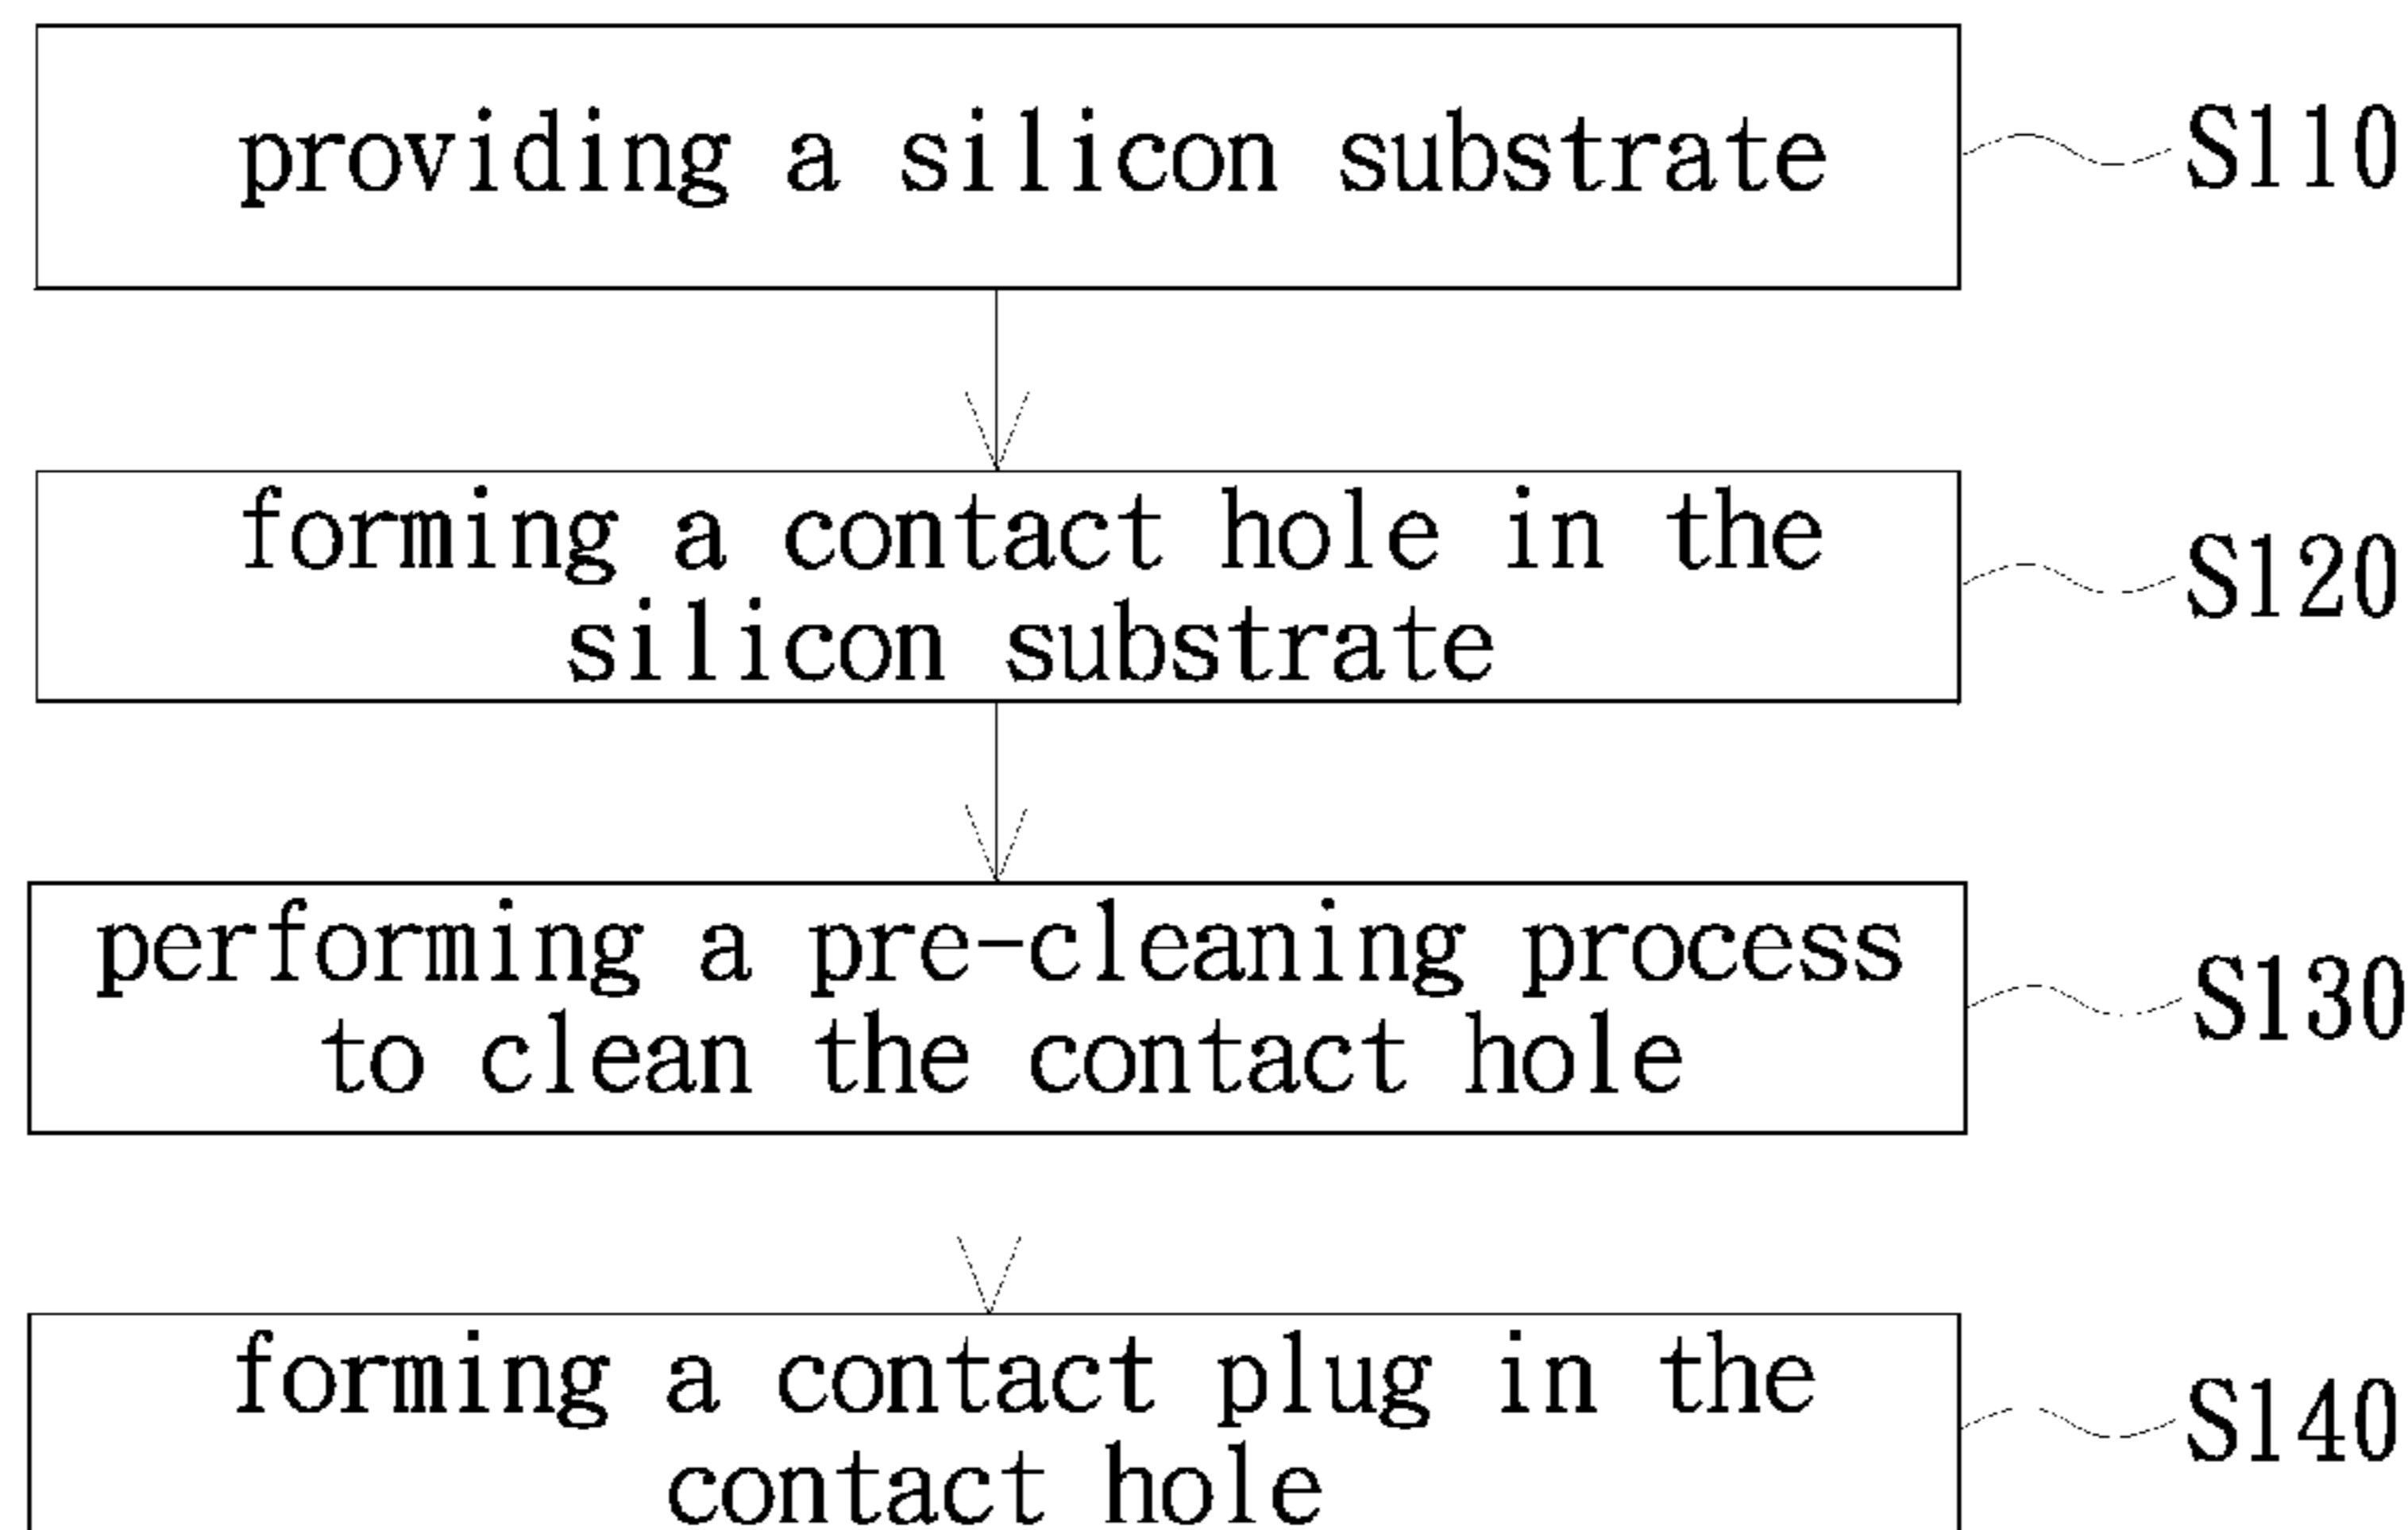 providing a silicon substrate
S110
forming a contact hole in the
silicon substrate
S120
performing a pre-cleaning process
to clean the contact hole
S130
forming a contact plug in the
contact hole
S140